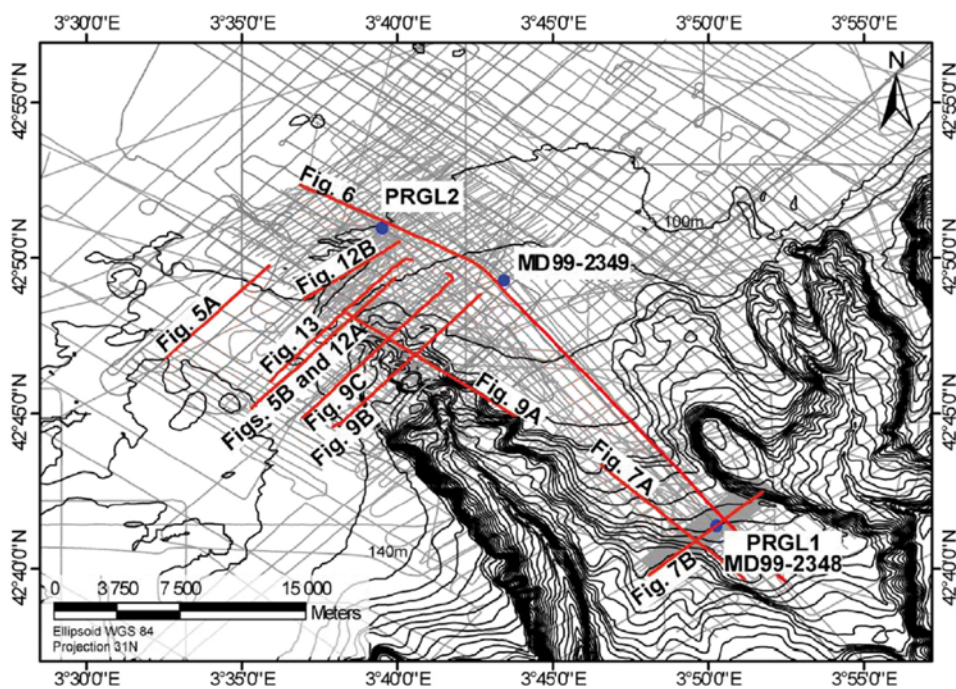 3°30'0"E 3°35'0"E 3°40'0"E 3°45'0"E 3°50'0"E 3°55'0"E
N
42°55'0"N 42°55'0"N
Fig. 6
PRGL2
100m
42°50'0"N 42°50'0"N
Fig. 12B
MD99-2349
Fig. 5A
Fig. 13
Figs. 5B and 12A
Fig. 9C
Fig. 9B
Fig. 9A
42°45'0"N 42°45'0"N
Fig. 7A
140m
PRGL1
MD99-2348
Fig. 7B
42°40'0"N 42°40'0"N
0 3 750 7 500 15 000
Meters
Ellipsoid WGS 84
Projection 31N
3°30'0"E 3°35'0"E 3°40'0"E 3°45'0"E 3°50'0"E 3°55'0"E